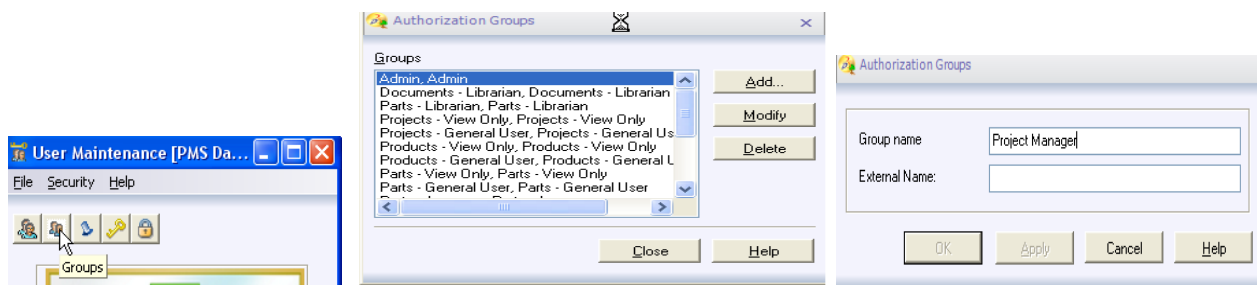 User Maintenance [PMS Da...
File Security Help
Groups
Authorization Groups
Groups
Admin, Admin
Documents - Librarian, Documents - Librarian
Parts - Librarian, Parts - Librarian
Projects - View Only, Projects - View Only
Projects - General User, Projects - General Us
Products - View Only, Products - View Only
Products - General User, Products - General L
Parts - View Only, Parts - View Only
Parts - General User, Parts - General User
Add...
Modify
Delete
Close
Help
Authorization Groups
Group name
Project Manager
External Name:
OK
Apply
Cancel
Help